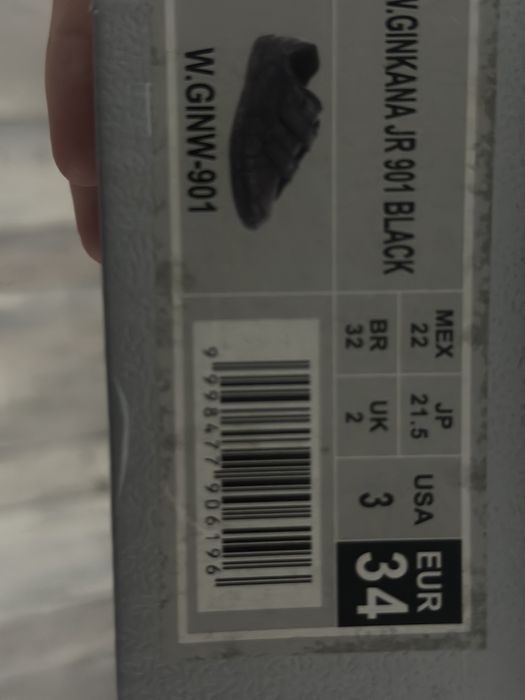 W.GINKANA JR 901 BLACK
W.GINW-901
MEX
22
JP
21.5
BR
32
UK
2
USA
3
EUR
34
9 998477 906196